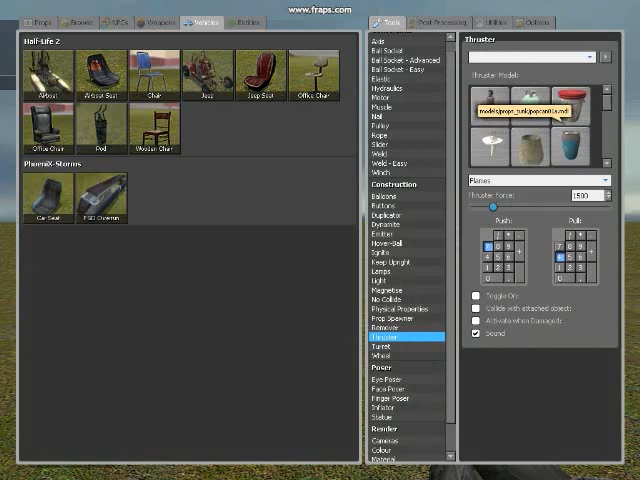 www.fraps.com
Props
Browse
NPCs
Weapons
Vehicles
Entities
Tools
Post Processing
Utilities
Options
Half-Life 2
Airboat
Airboat Seat
Chair
Jeep
Jeep Seat
Office Chair
Office Chair
Pod
Wooden Chair
PhoeniX-Storms
Car Seat
Axis
Ball Socket
Ball Socket - Advanced
Ball Socket - Easy
Elastic
Hydraulics
Motor
Muscle
Nail
Pulley
Rope
Slider
Weld
Weld - Easy
Winch
Construction
Balloons
Buttons
Duplicator
Dynamite
Emitter
Hover-Ball
Ignite
Keep Upright
Lamps
Light
Magnetise
No Collide
Physical Properties
Prop Spawner
Remover
Thruster
Turret
Wheel
Poser
Eye Poser
Face Poser
Finger Poser
Inflator
Statue
Render
Cameras
Colour
Material
Thruster
Thruster Model:
models/props_junk/popcan01a.mdl
Flames
Thruster Force: 1500
Push: Pull:
/ * -
7 8 9
4 5 6 +
1 2 3
0 .
/ * -
7 8 9
4 5 6 +
1 2 3
0 .
Toggle On:
Collide with attached object:
Activate when Damaged:
Sound